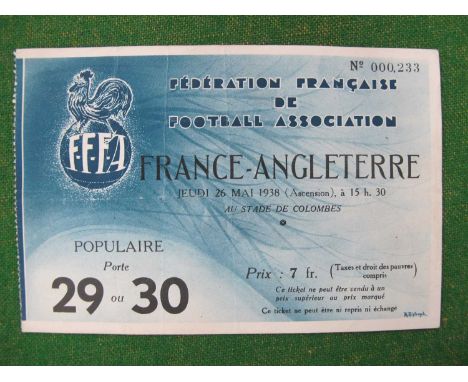 Nº 000,233
FÉDÉRATION FRANÇAISE
DE
FOOTBALL ASSOCIATION
F.F.F.A
FRANCE-ANGLETERRE
JEUDI 26 MAI 1938 (Ascension), à 15 h. 30
AU STADE DE COLOMBES
POPULAIRE
Porte
29 ou 30
Prix : 7 fr. (Taxes et droit des pauvres compris)
Ce ticket ne peut être vendu à un
prix supérieur au prix marqué
Ce ticket ne peut être ni repris ni échangé